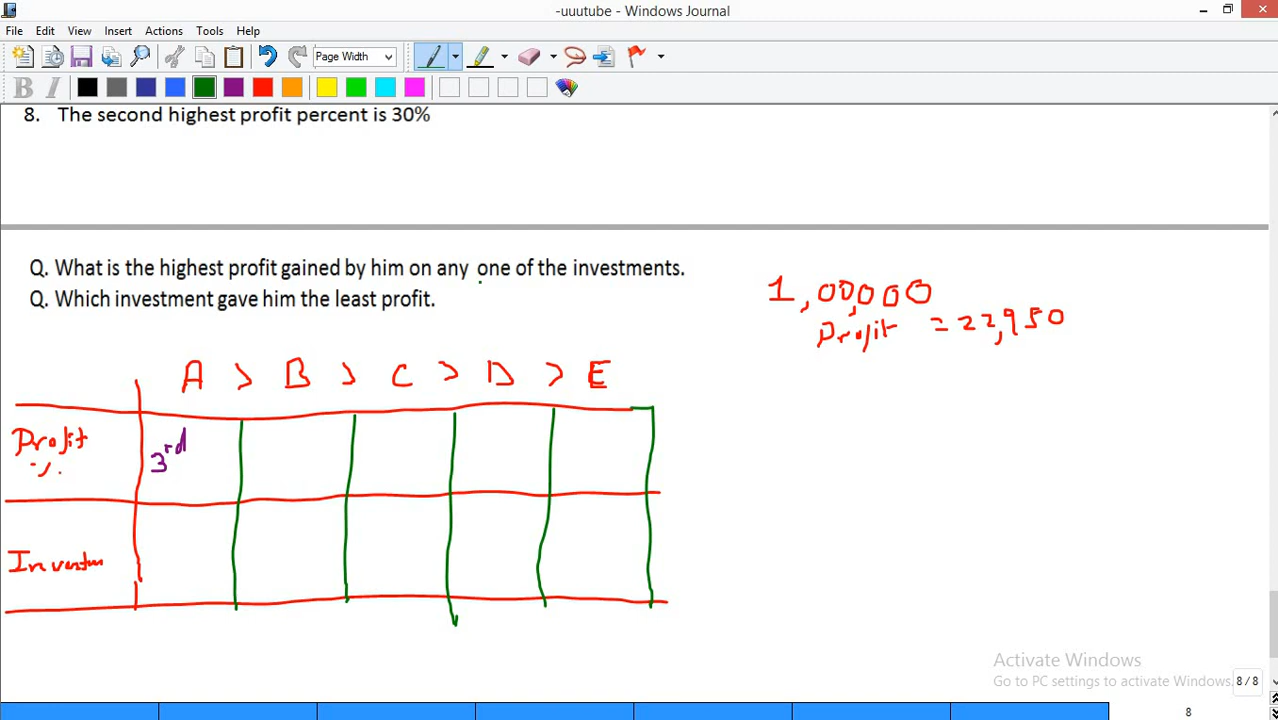 -uuutube - Windows Journal
File Edit View Insert Actions Tools Help
Page Width
B I
8. The second highest profit percent is 30%
Q. What is the highest profit gained by him on any one of the investments.
Q. Which investment gave him the least profit.
1,00,000
Profit = 22,950
A > B > C > D > E
Profit
%.
3rd
Activate Windows
Go to PC settings to activate Windows.
8 / 8
8